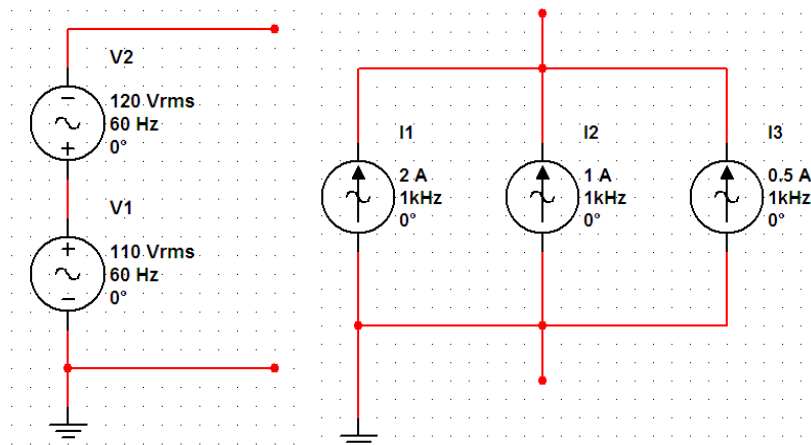 V2
120 Vrms
60 Hz
0°
V1
110 Vrms
60 Hz
0°
I1
2 A
1kHz
0°
I2
1 A
1kHz
0°
I3
0.5 A
1kHz
0°